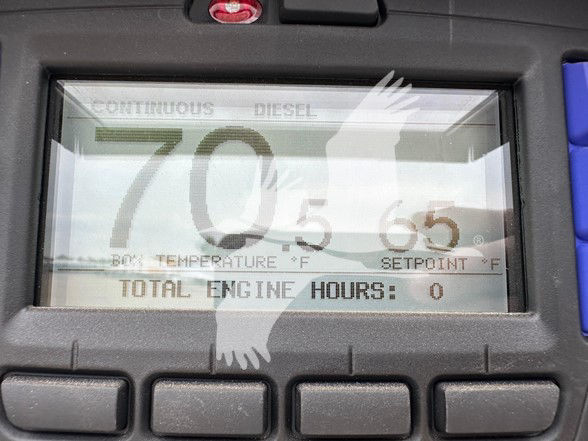 CONTINUOUS DIESEL
70.5 65
BOX TEMPERATURE °F SETPOINT °F
TOTAL ENGINE HOURS: 0